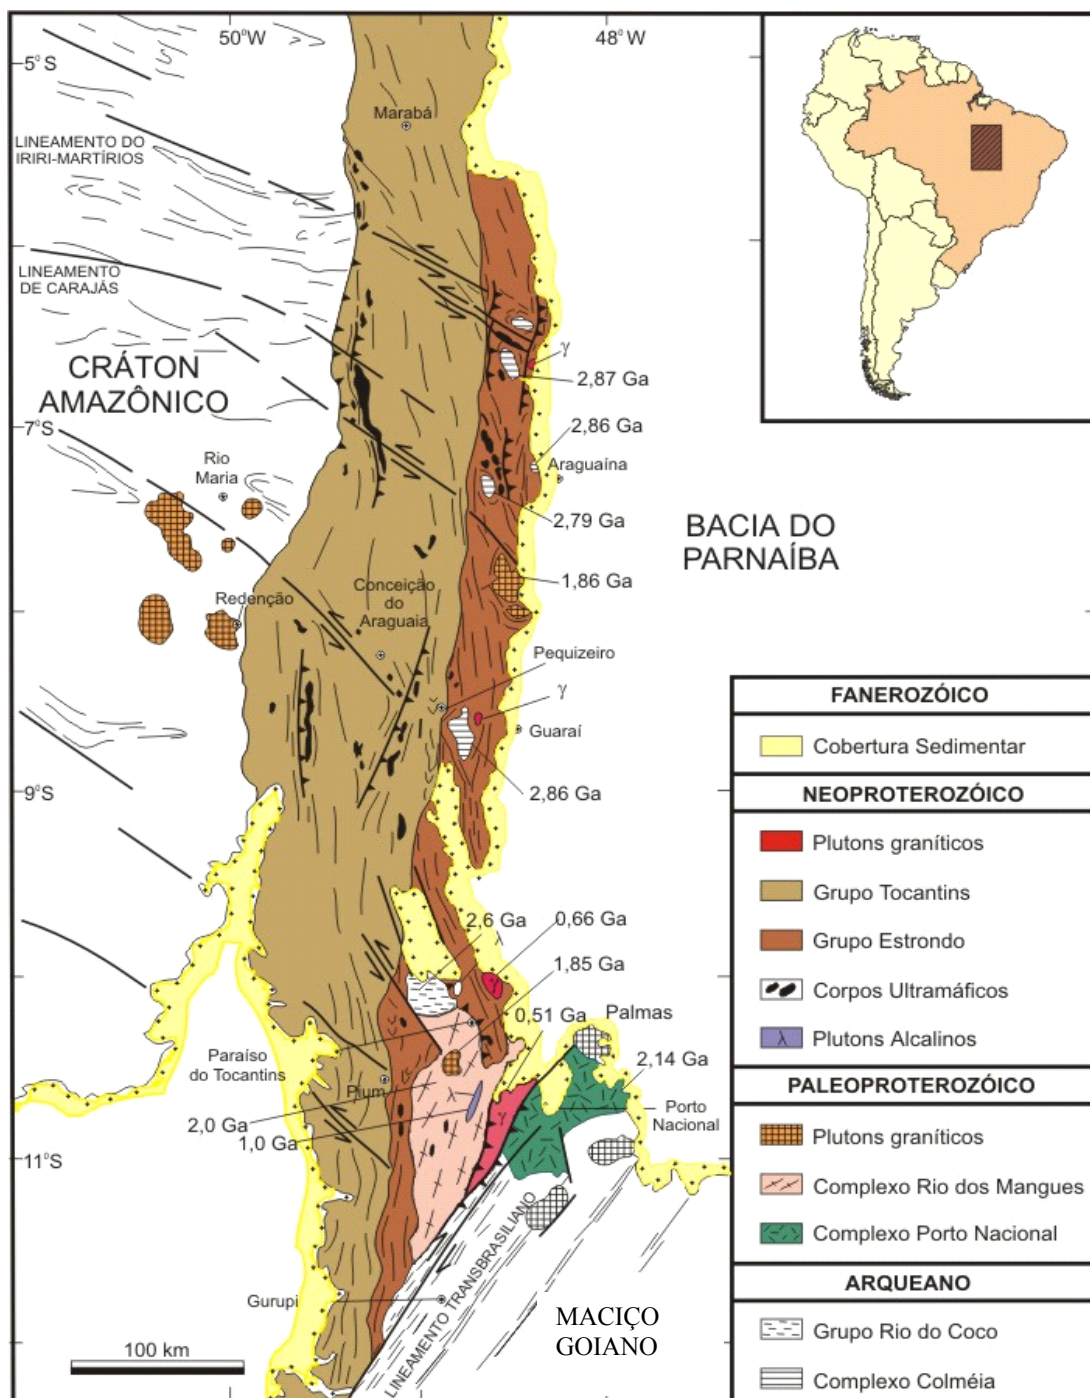 50°W
48°W
5°S
Marabá
LINEAMENTO DO
IRIRI-MARTÍRIOS
LINEAMENTO
DE CARAJÁS
γ
CRÁTON
AMAZÔNICO
2,87 Ga
2,86 Ga
7°S
Rio
Maria
Araguaína
2,79 Ga
BACIA DO
PARNAÍBA
1,86 Ga
Conceição
do
Araguaia
Redenção
Pequizeiro
γ
Guaraí
9°S
2,86 Ga
2,6 Ga
0,66 Ga
λ
1,85 Ga
0,51 Ga
Palmas
2,14 Ga
Paraíso
do Tocantins
Pium
2,0 Ga
1,0 Ga
Porto
Nacional
11°S
LINEAMENTO TRANSBRASILIANO
Gurupi
MACIÇO
GOIANO
100 km
FANEROZÓICO
Cobertura Sedimentar
NEOPROTEROZÓICO
Plutons graníticos
Grupo Tocantins
Grupo Estrondo
Corpos Ultramáficos
λ Plutons Alcalinos
PALEOPROTEROZÓICO
Plutons graníticos
Complexo Rio dos Mangues
Complexo Porto Nacional
ARQUEANO
Grupo Rio do Coco
Complexo Colméia